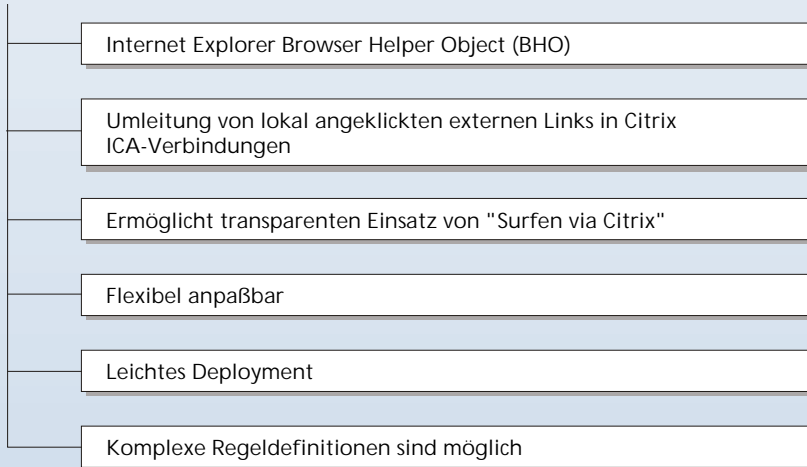 Internet Explorer Browser Helper Object (BHO)
Umleitung von lokal angeklickten externen Links in Citrix
ICA-Verbindungen
Ermöglicht transparenten Einsatz von "Surfen via Citrix"
Flexibel anpaßbar
Leichtes Deployment
Komplexe Regeldefinitionen sind möglich